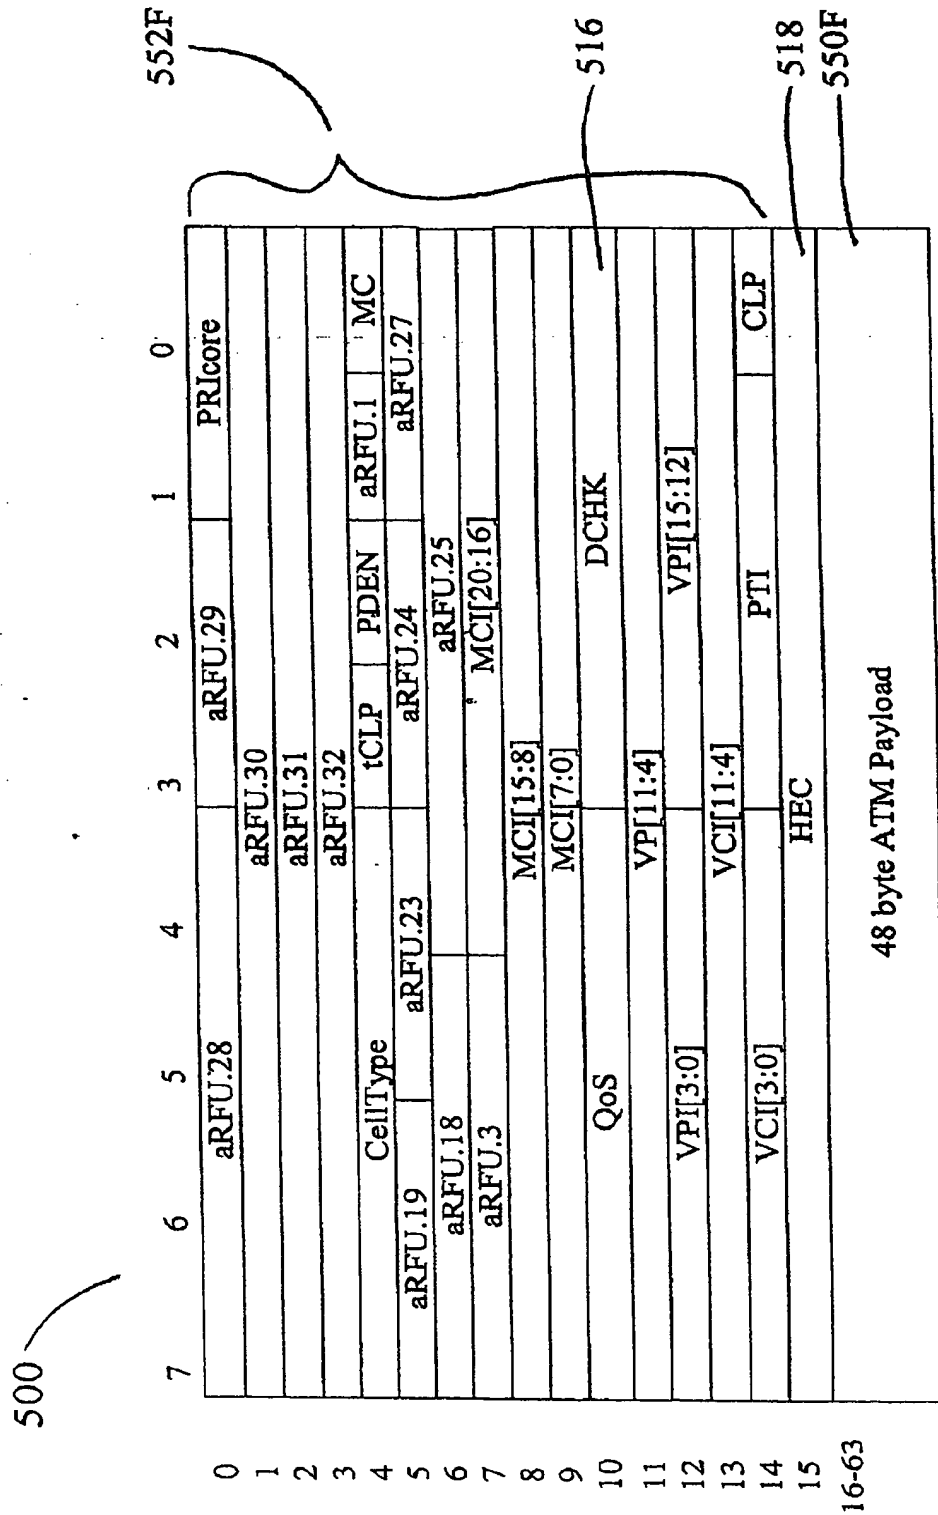 500
552F
7 6 5 4 3 2 1 0
0 aRFU.28 aRFU.29 PRIcore
1 aRFU.30
2 aRFU.31
3 aRFU.32
4 CellType tCLP PDEN aRFU.1 MC
5 aRFU.19 aRFU.23 aRFU.24 aRFU.27
6 aRFU.18 aRFU.25
7 aRFU.3 MCI[20:16]
8 MCI[15:8]
9 MCI[7:0]
10 QoS DCHK 516
11 VP[11:4]
12 VPI[3:0] VPI[15:12]
13 VCI[11:4]
14 VCI[3:0] PTI CLP
15 HEC 518
16-63 48 byte ATM Payload 550F